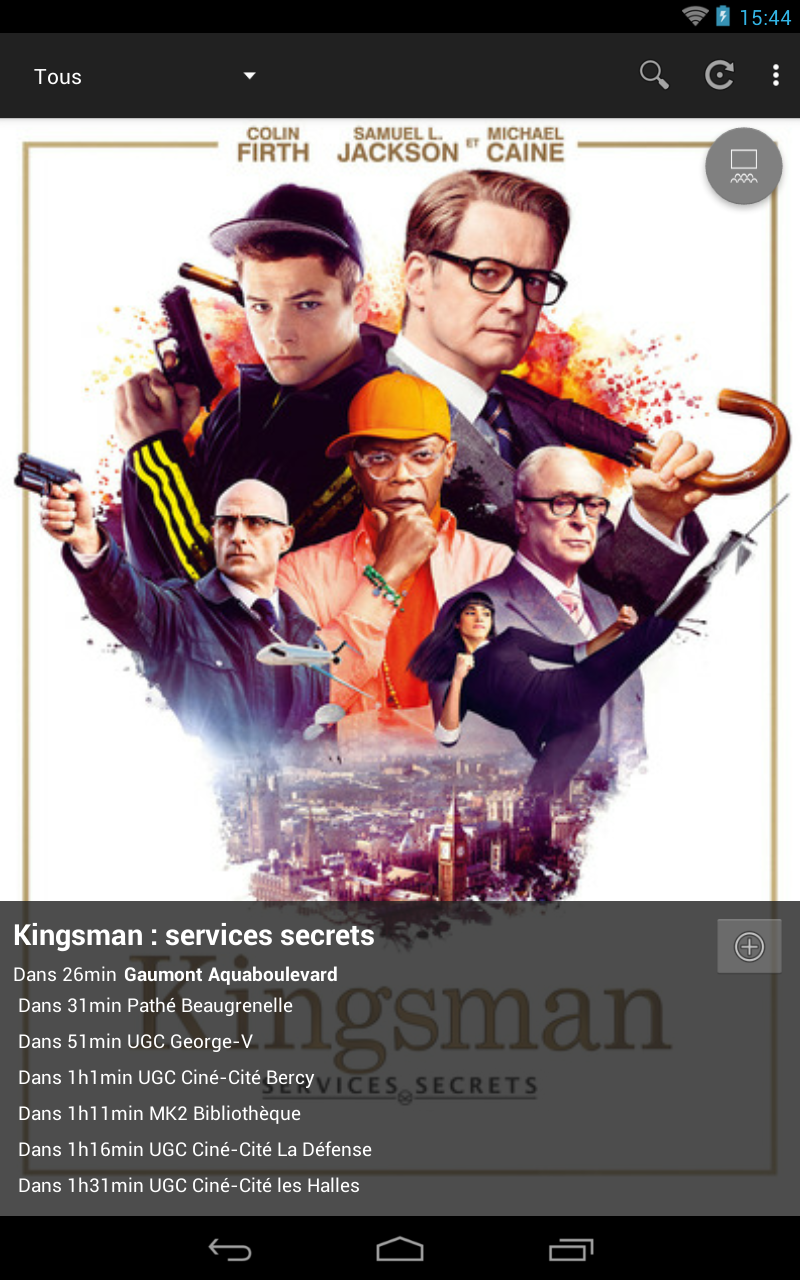 15:44
Tous
COLIN FIRTH SAMUEL L. JACKSON ET MICHAEL CAINE
Kingsman : services secrets
Dans 26min Gaumont Aquaboulevard
Dans 31min Pathé Beaugrenelle
Dans 51min UGC George-V
Dans 1h1min UGC Ciné-Cité Bercy
Dans 1h11min MK2 Bibliothèque
Dans 1h16min UGC Ciné-Cité La Défense
Dans 1h31min UGC Ciné-Cité les Halles
Kingsman
SERVICES SECRETS